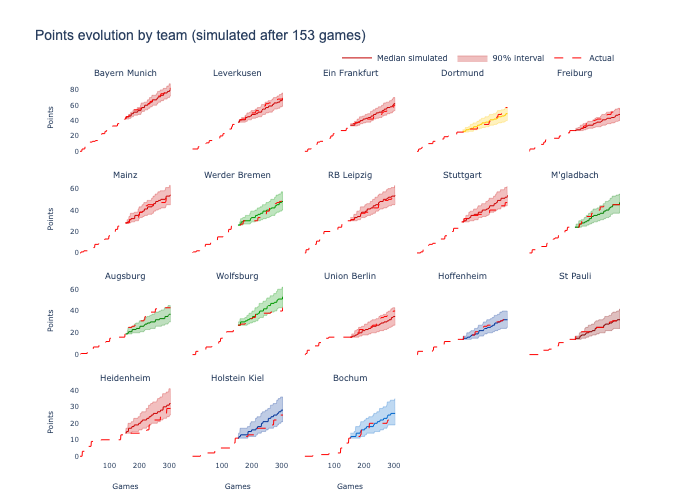 Points evolution by team (simulated after 153 games)
Median simulated 90% interval Actual
Bayern Munich Leverkusen Ein Frankfurt Dortmund Freiburg
80
60
40
20
0
Points
Mainz Werder Bremen RB Leipzig Stuttgart M'gladbach
60
40
20
0
Points
Augsburg Wolfsburg Union Berlin Hoffenheim St Pauli
60
40
20
0
Points
Heidenheim Holstein Kiel Bochum
40
30
20
10
0
Points
100 200 300 100 200 300 100 200 300
Games Games Games